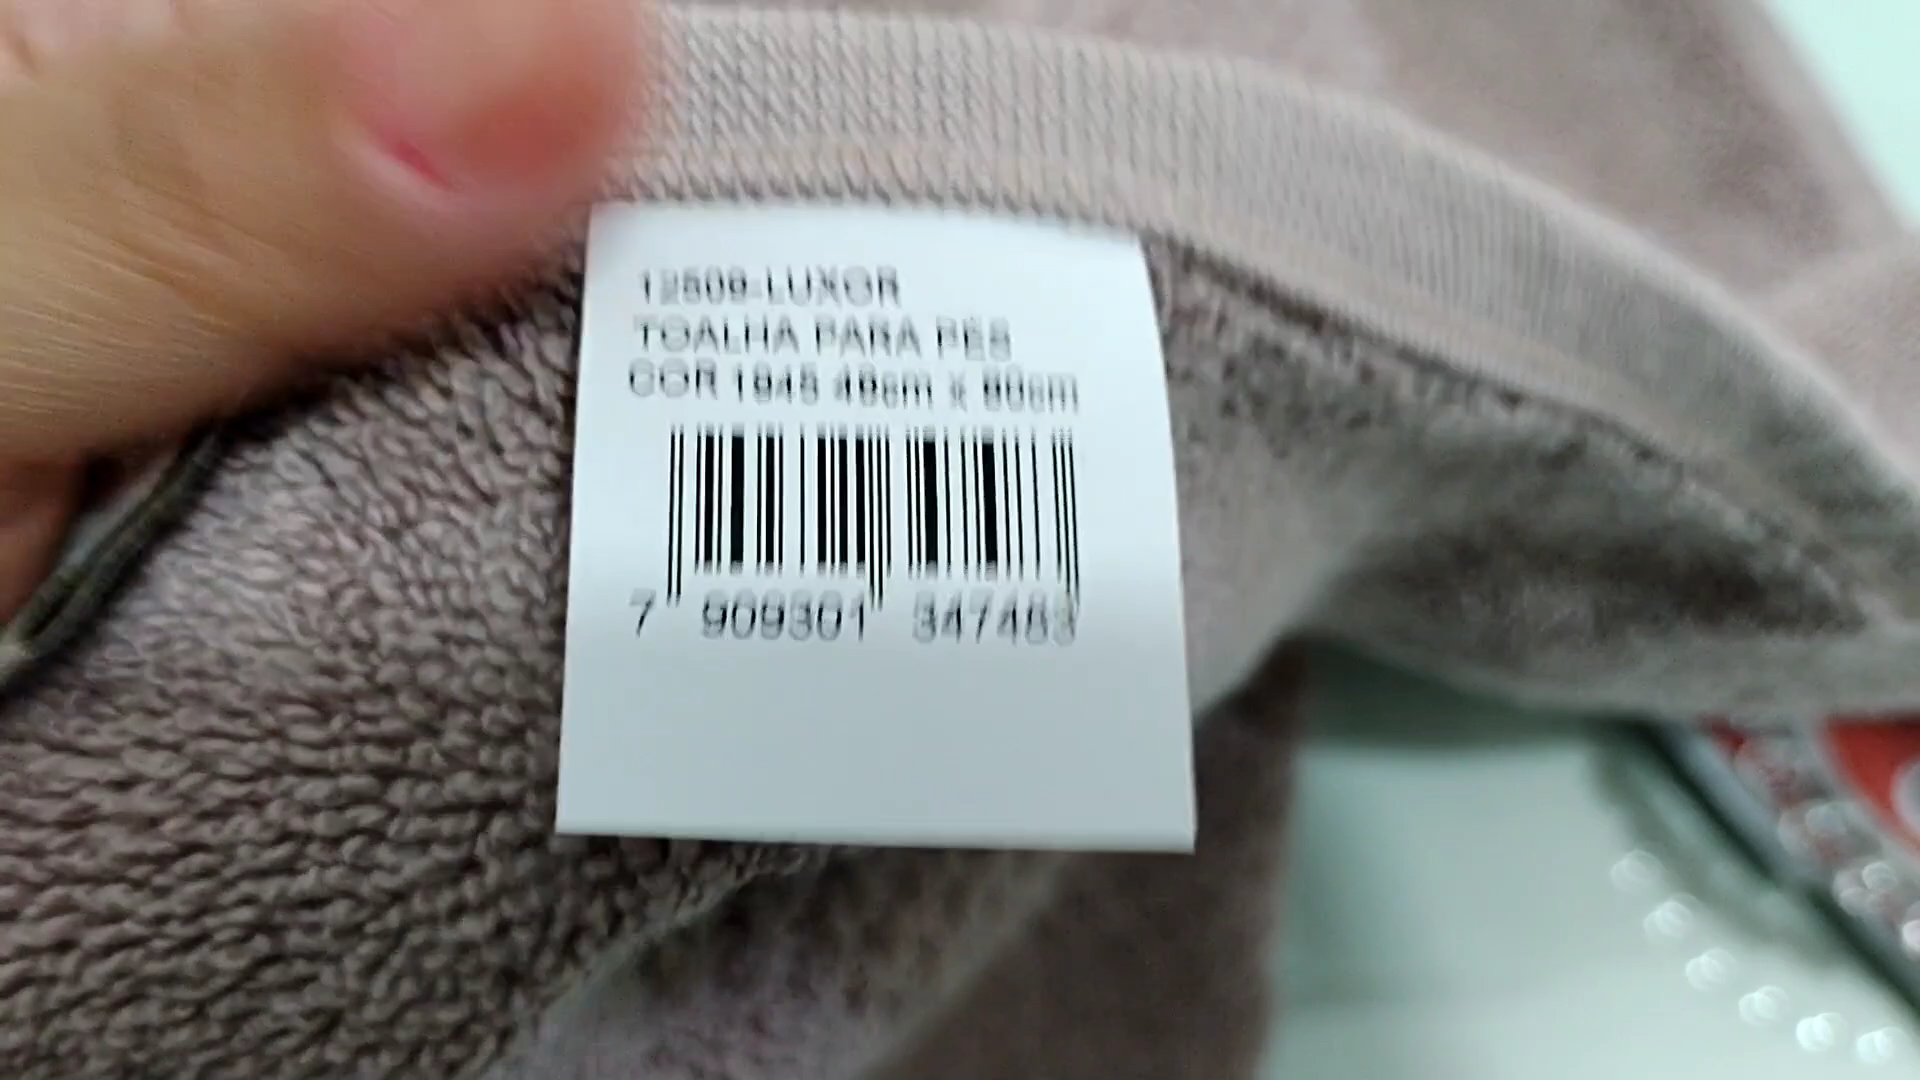 12509-LUXOR
TOALHA PARA PÉS
COR 1945 48cm x 80cm
7 909301 347483